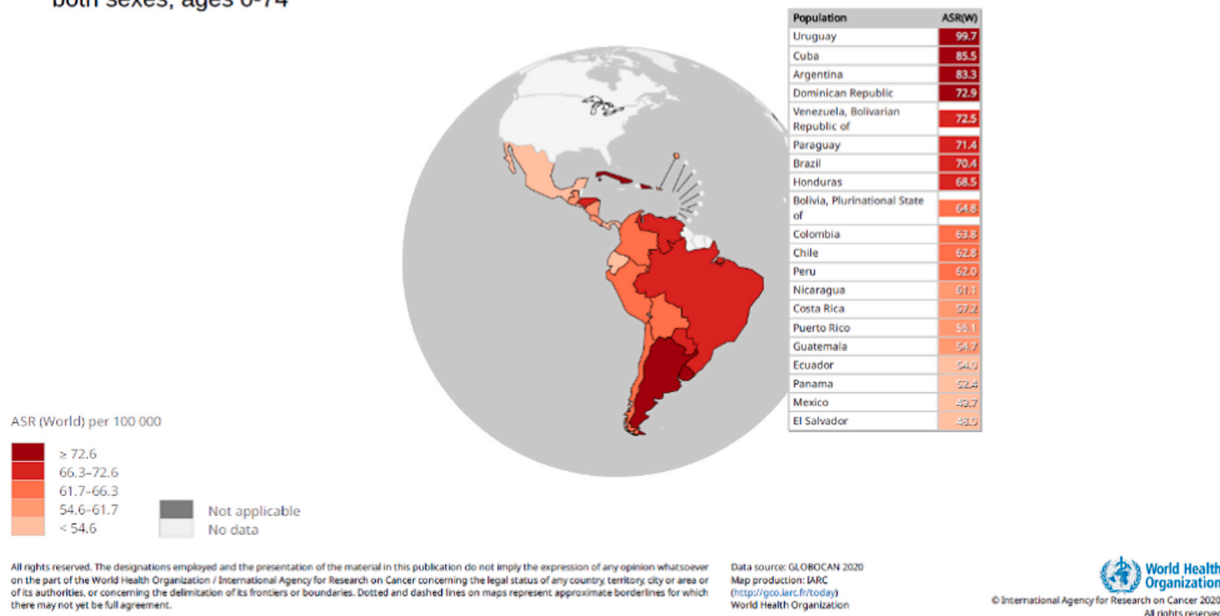 both sexes, ages 0-74
Population ASR(W)
Uruguay 99.7
Cuba 85.5
Argentina 83.3
Dominican Republic 72.9
Venezuela, Bolivarian
Republic of 72.5
Paraguay 71.4
Brazil 70.4
Honduras 68.5
Bolivia, Plurinational State
of 64.8
Colombia 63.8
Chile 62.8
Peru 62.0
Nicaragua 61.1
Costa Rica 57.2
Puerto Rico 55.1
Guatemala 54.7
Ecuador
Panama 52.4
Mexico 49.7
El Salvador
ASR (World) per 100 000
≥ 72.6
66.3–72.6
61.7–66.3
54.6–61.7
< 54.6
Not applicable
No data
All rights reserved. The designations employed and the presentation of the material in this publication do not imply the expression of any opinion whatsoever
on the part of the World Health Organization / International Agency for Research on Cancer concerning the legal status of any country, territory, city or area or
of its authorities, or concerning the delimitation of its frontiers or boundaries. Dotted and dashed lines on maps represent approximate borderlines for which
there may not yet be full agreement.
Data source: GLOBOCAN 2020
Map production: IARC
(http://gco.iarc.fr/today)
World Health Organization
World Health
Organization
© International Agency for Research on Cancer 2020
All rights reserved